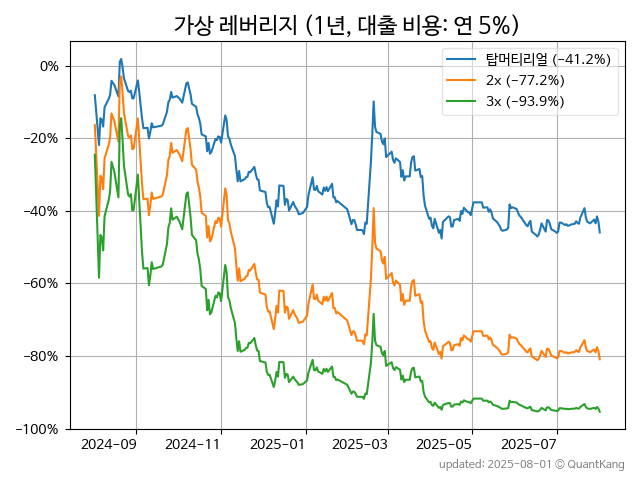 가상 레버리지 (1년, 대출 비용: 연 5%)
탑머티리얼 (−41.2%)
2x (−77.2%)
3x (−93.9%)
0%
−20%
−40%
−60%
−80%
−100%
2024-09 2024-11 2025-01 2025-03 2025-05 2025-07
updated: 2025-08-01 © QuantKang